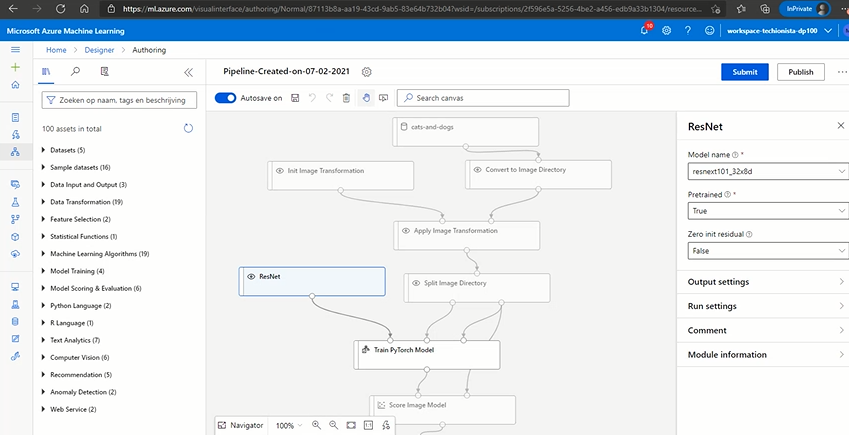 https://ml.azure.com/visualinterface/authoring/Normal/87113b8a-aa19-43cd-9ab5-83e64b732b04?wsid=/subscriptions/2f596e5a-5256-4be2-a456-edb9a33b1304/resource...
InPrivate
Microsoft Azure Machine Learning
10
workspace-techionista-dp100
Home > Designer > Authoring
Pipeline-Created-on-07-02-2021
Submit
Publish
Zoeken op naam, tags en beschrijving
Autosave on
Search canvas
100 assets in total
Datasets (5)
Sample datasets (16)
Data Input and Output (3)
Data Transformation (19)
Feature Selection (2)
Statistical Functions (1)
Machine Learning Algorithms (19)
Model Training (4)
Model Scoring & Evaluation (6)
Python Language (2)
R Language (1)
Text Analytics (7)
Computer Vision (6)
Recommendation (5)
Anomaly Detection (2)
Web Service (2)
cats-and-dogs
Init Image Transformation
Convert to Image Directory
Apply Image Transformation
ResNet
Split Image Directory
Train PyTorch Model
Score Image Model
Navigator
100%
ResNet
Model name *
resnext101_32x8d
Pretrained *
True
Zero init residual
False
Output settings
Run settings
Comment
Module information